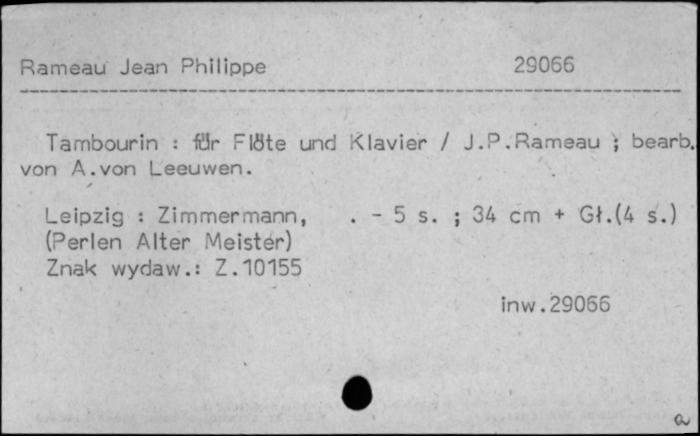 Rameau Jean Philippe 29066
Tambourin : für Flöte und Klavier / J.P.Rameau ; bearb.
von A.von Leeuwen.
Leipzig : Zimmermann, . - 5 s. ; 34 cm + Gł.(4 s.)
(Perlen Alter Meister)
Znak wydaw.: Z.10155
inw.29066
a